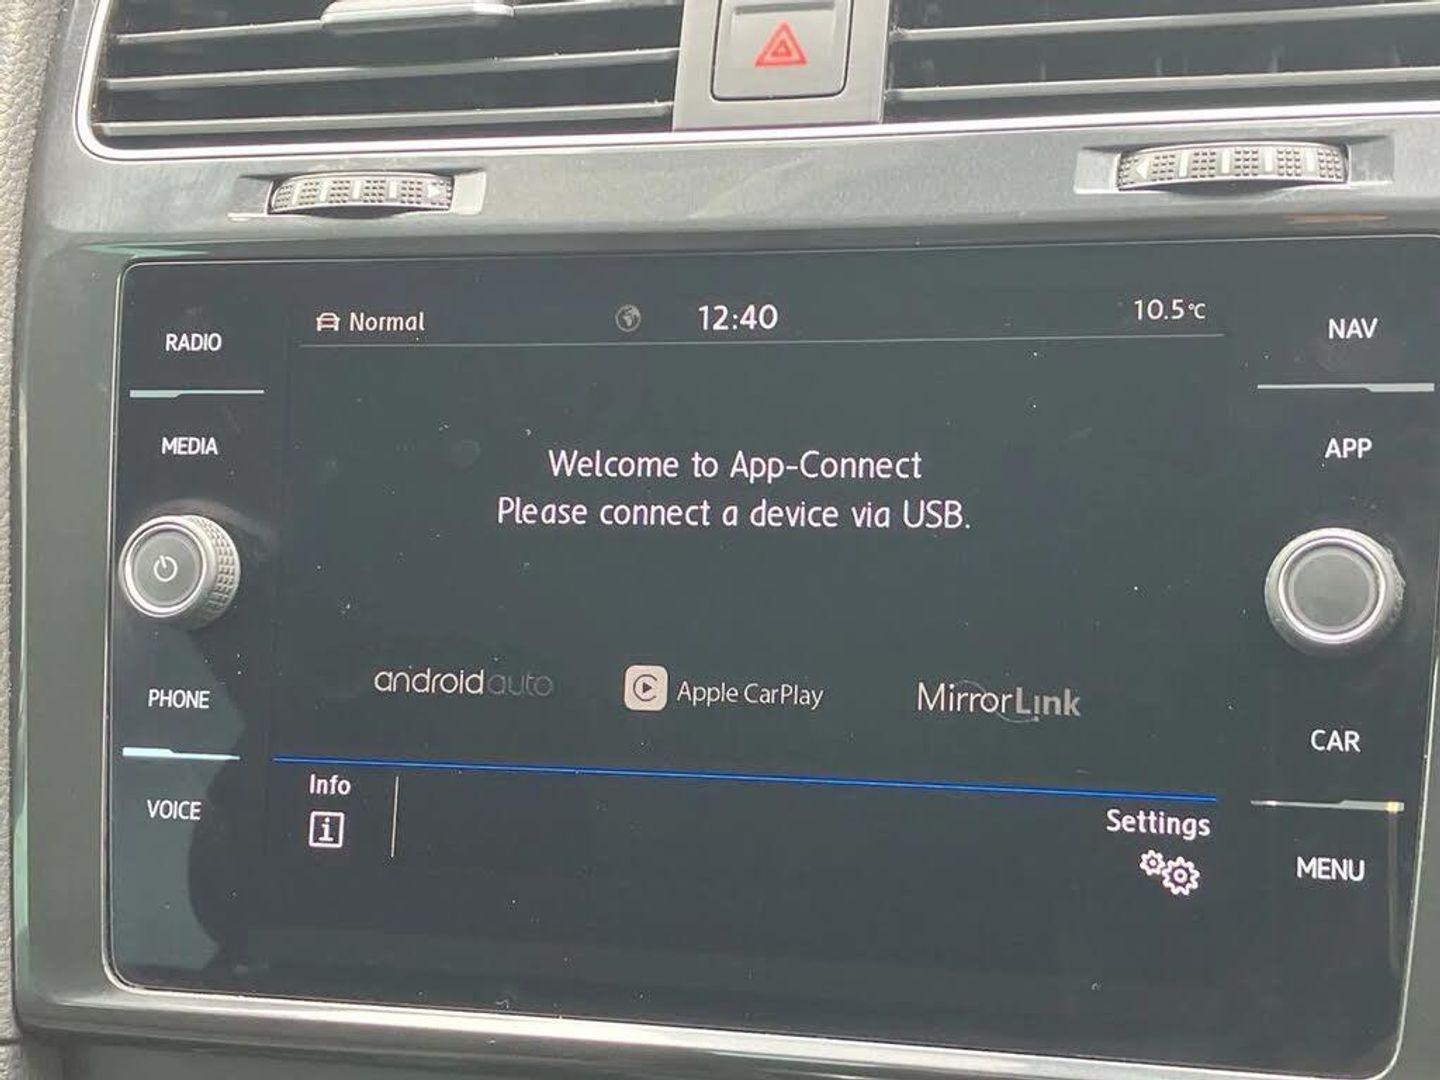 Normal
12:40
10.5°C
RADIO
NAV
MEDIA
APP
Welcome to App-Connect
Please connect a device via USB.
androidauto
Apple CarPlay
MirrorLink
PHONE
CAR
Info
VOICE
Settings
MENU